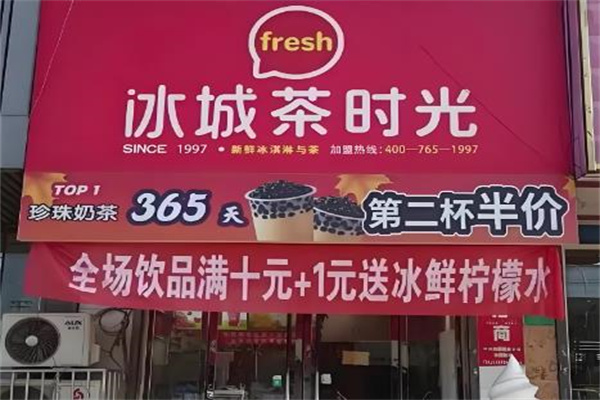 fresh
冰城茶时光
SINCE 1997 • 新鲜冰淇淋与茶 加盟热线:400-765-1997
TOP 1
珍珠奶茶 365 天 第二杯半价
全场饮品满十元+1元送冰鲜柠檬水
AUX
商